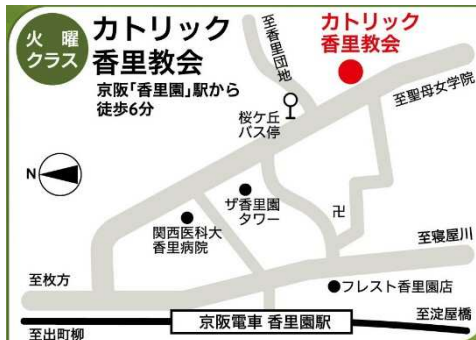 火曜
クラス
カトリック
香里教会
京阪「香里園」駅から
徒歩6分
至香里団地
カトリック
香里教会
至聖母女学院
桜ケ丘
バス停
N
ザ香里園
タワー
卍
関西医科大
香里病院
至寝屋川
至枚方
フレスト香里園店
京阪電車 香里園駅
至淀屋橋
至出町柳